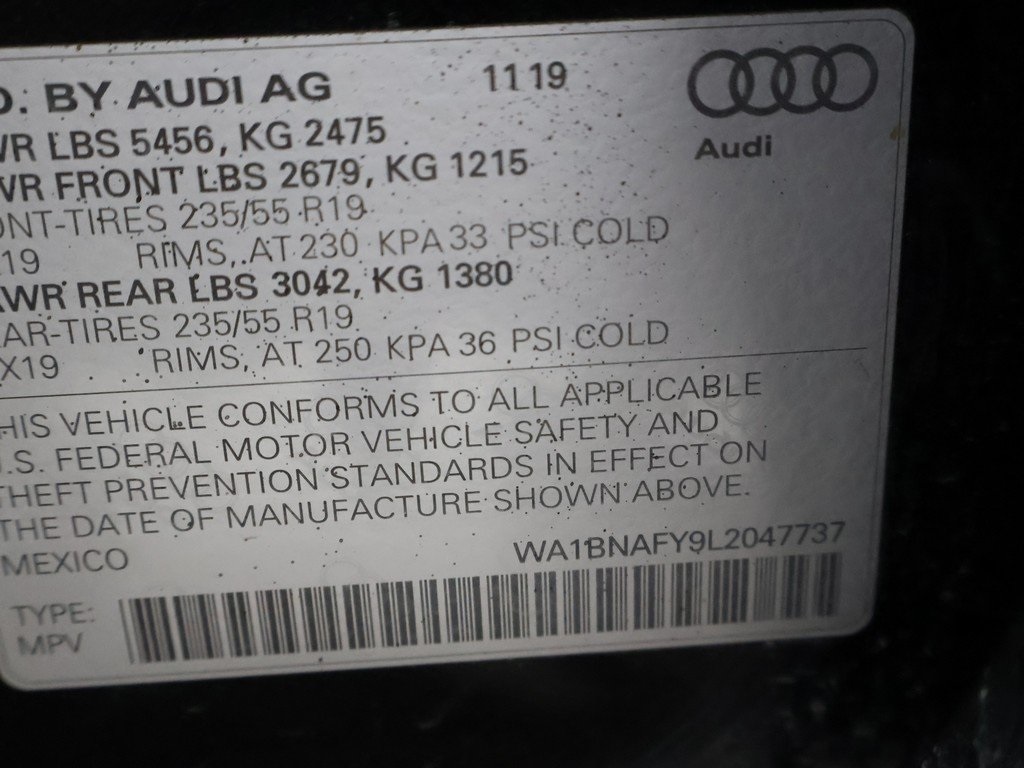 D. BY AUDI AG 11 19
WR LBS 5456, KG 2475
WR FRONT LBS 2679, KG 1215
ONT-TIRES 235/55 R19
19 RIMS, AT 230 KPA 33 PSI COLD
WR REAR LBS 3042, KG 1380
AR-TIRES 235/55 R19
X19 RIMS, AT 250 KPA 36 PSI COLD
HIS VEHICLE CONFORMS TO ALL APPLICABLE
.S. FEDERAL MOTOR VEHICLE SAFETY AND
THEFT PREVENTION STANDARDS IN EFFECT ON
THE DATE OF MANUFACTURE SHOWN ABOVE.
MEXICO WA1BNAFY9L2047737
TYPE:
MPV
Audi